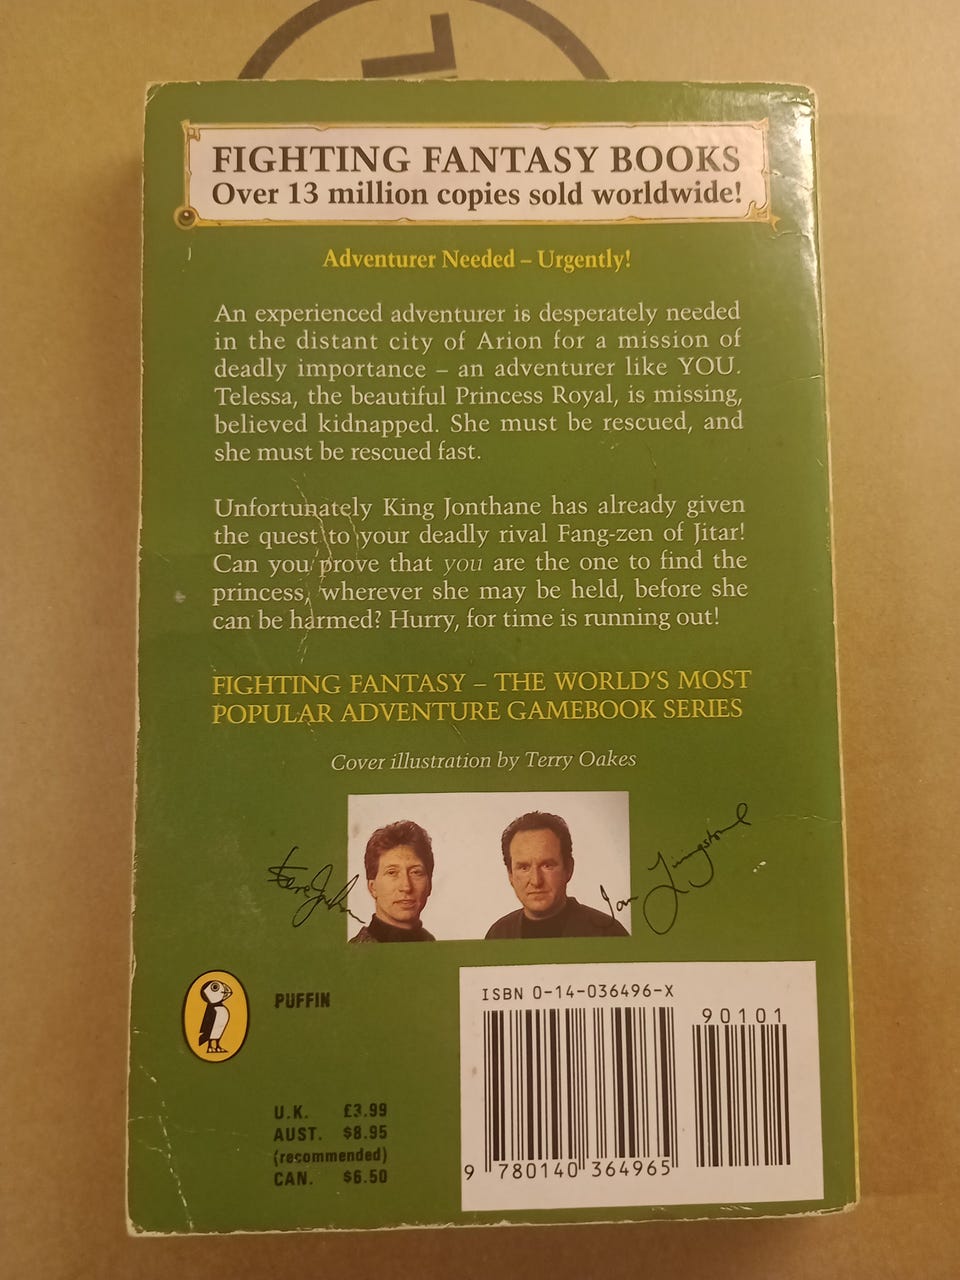 FIGHTING FANTASY BOOKS
Over 13 million copies sold worldwide!
Adventurer Needed – Urgently!
An experienced adventurer is desperately needed
in the distant city of Arion for a mission of
deadly importance – an adventurer like YOU.
Telessa, the beautiful Princess Royal, is missing,
believed kidnapped. She must be rescued, and
she must be rescued fast.
Unfortunately King Jonthane has already given
the quest to your deadly rival Fang-zen of Jitar!
Can you prove that you are the one to find the
princess, wherever she may be held, before she
can be harmed? Hurry, for time is running out!
FIGHTING FANTASY – THE WORLD'S MOST
POPULAR ADVENTURE GAMEBOOK SERIES
Cover illustration by Terry Oakes
Steve Jackson
Ian Livingstone
PUFFIN
U.K. £3.99
AUST. $8.95
(recommended)
CAN. $6.50
ISBN 0-14-036496-X
90101
9 780140 364965